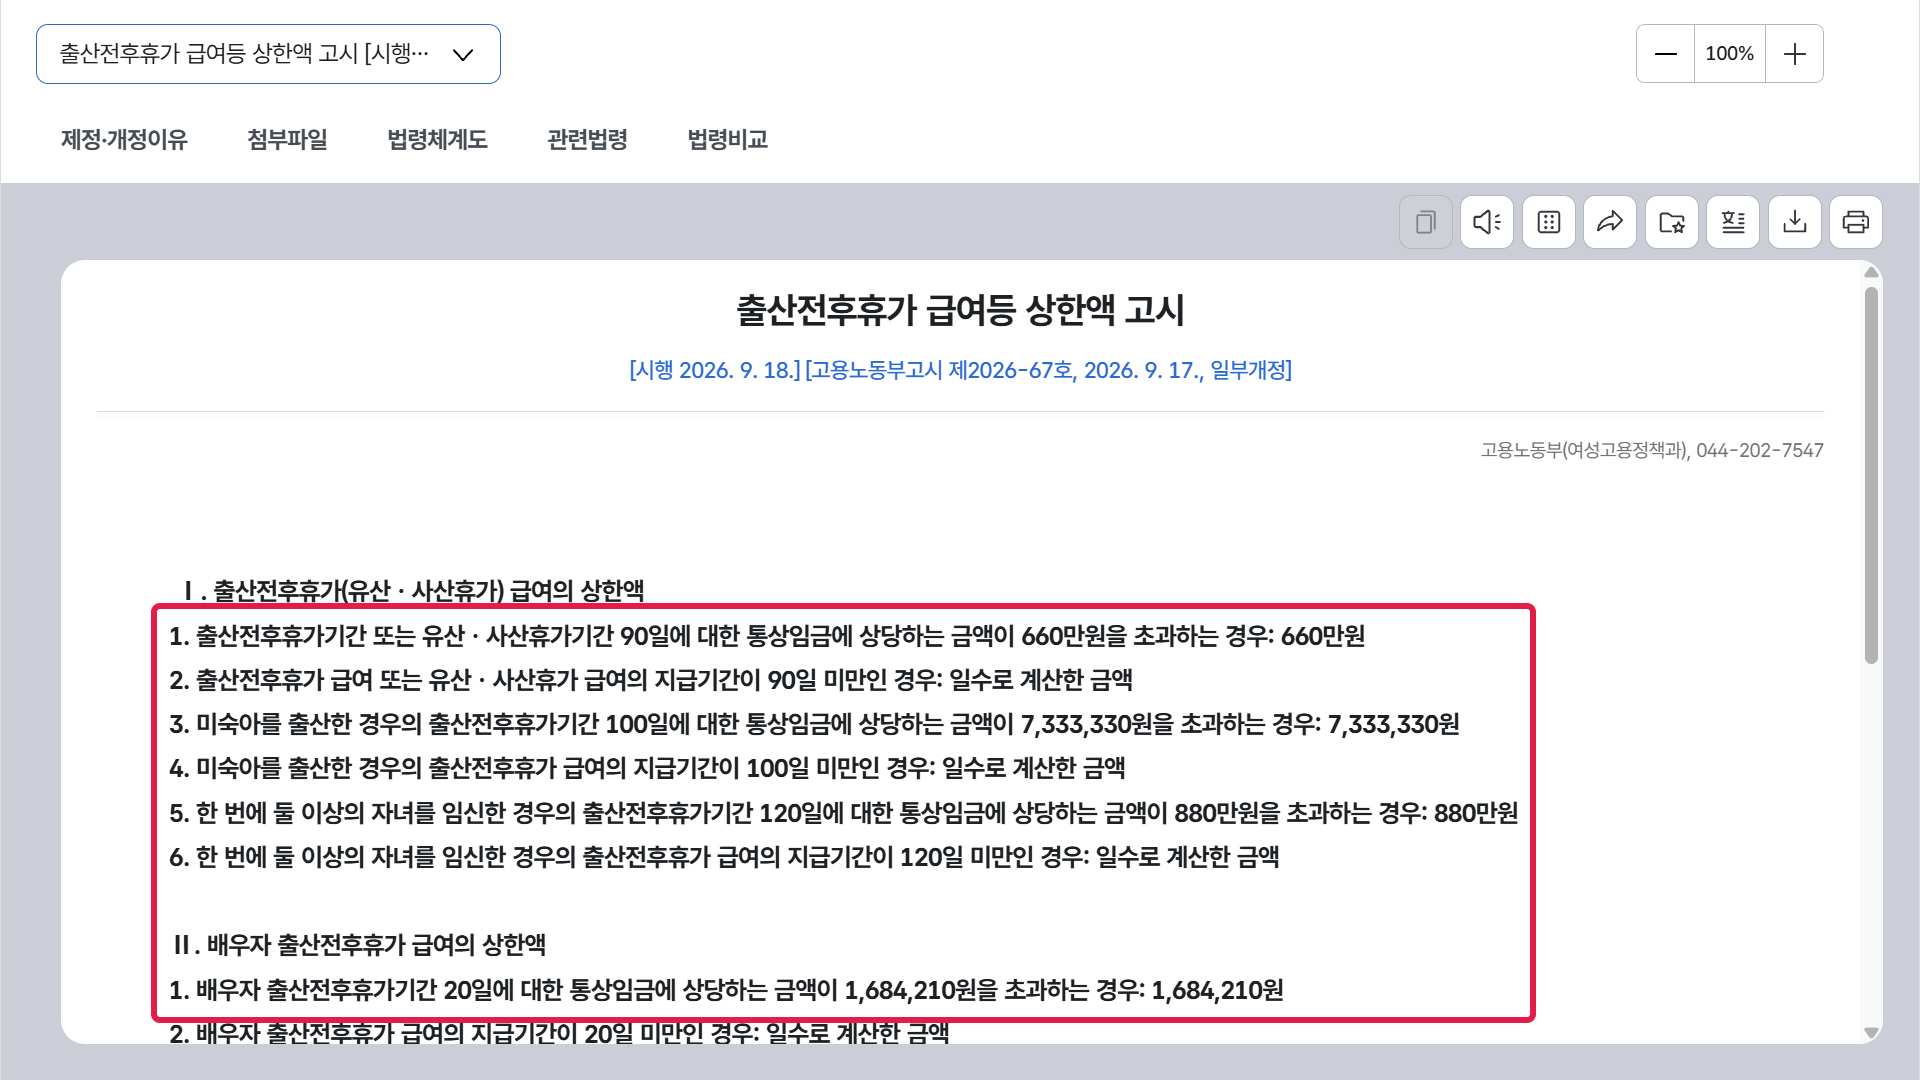 출산전후휴가 급여등 상한액 고시 [시행…
100%
제정·개정이유 첨부파일 법령체계도 관련법령 법령비교
출산전후휴가 급여등 상한액 고시
[시행 2026. 9. 18.] [고용노동부고시 제2026-67호, 2026. 9. 17., 일부개정]
고용노동부(여성고용정책과), 044-202-7547
Ⅰ. 출산전후휴가(유산ㆍ사산휴가) 급여의 상한액
1. 출산전후휴가기간 또는 유산ㆍ사산휴가기간 90일에 대한 통상임금에 상당하는 금액이 660만원을 초과하는 경우: 660만원
2. 출산전후휴가 급여 또는 유산ㆍ사산휴가 급여의 지급기간이 90일 미만인 경우: 일수로 계산한 금액
3. 미숙아를 출산한 경우의 출산전후휴가기간 100일에 대한 통상임금에 상당하는 금액이 7,333,330원을 초과하는 경우: 7,333,330원
4. 미숙아를 출산한 경우의 출산전후휴가 급여의 지급기간이 100일 미만인 경우: 일수로 계산한 금액
5. 한 번에 둘 이상의 자녀를 임신한 경우의 출산전후휴가기간 120일에 대한 통상임금에 상당하는 금액이 880만원을 초과하는 경우: 880만원
6. 한 번에 둘 이상의 자녀를 임신한 경우의 출산전후휴가 급여의 지급기간이 120일 미만인 경우: 일수로 계산한 금액
Ⅱ. 배우자 출산전후휴가 급여의 상한액
1. 배우자 출산전후휴가기간 20일에 대한 통상임금에 상당하는 금액이 1,684,210원을 초과하는 경우: 1,684,210원
2. 배우자 출산전후휴가 급여의 지급기간이 20일 미만인 경우: 일수로 계산한 금액